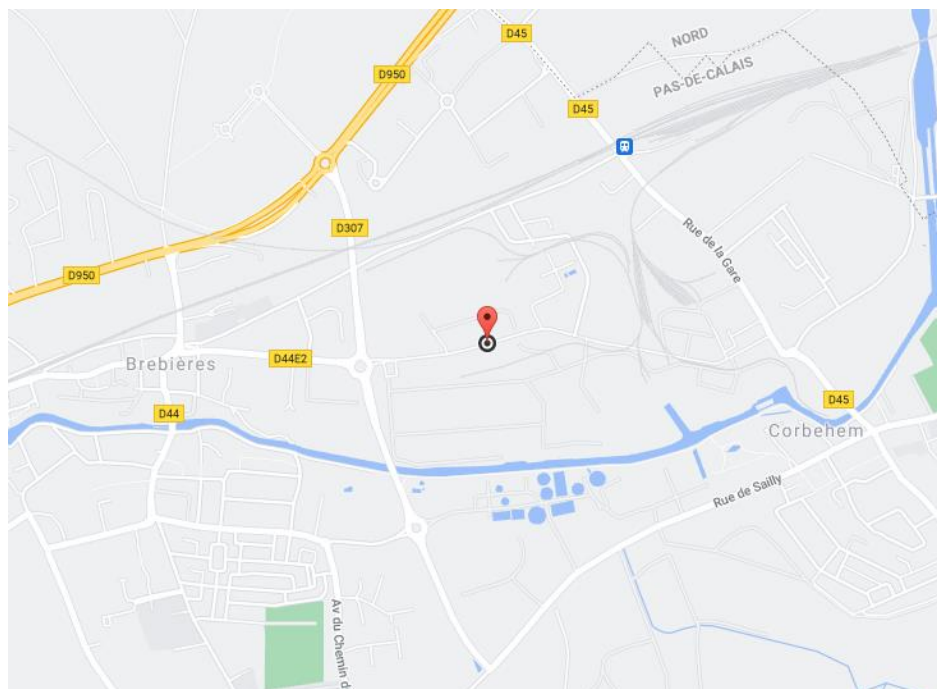 D45
NORD
D950
PAS-DE-CALAIS
D45
D307
Rue de la Gare
D950
D44E2
Brebières
D44
D45
Corbehem
Rue de Sailly
Av du Chemin d